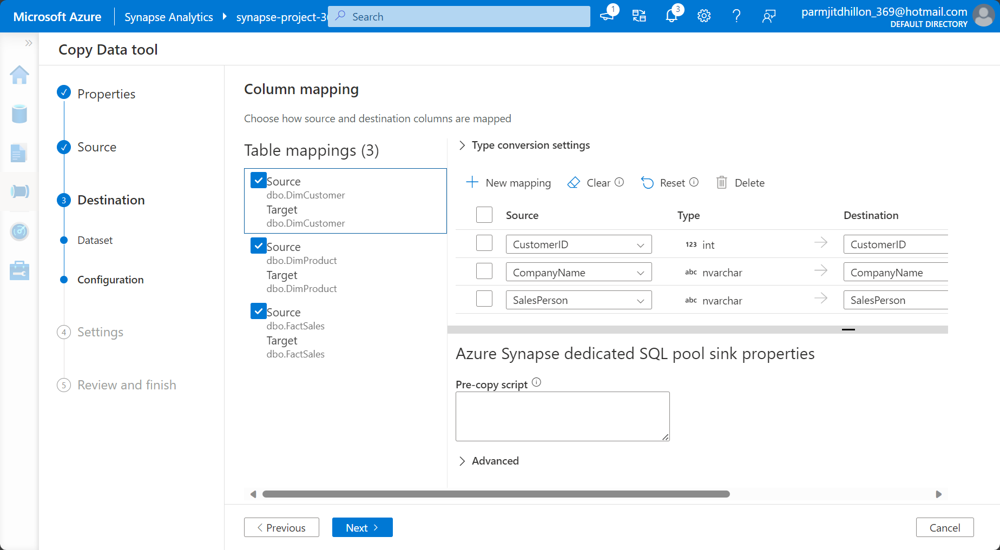 Microsoft Azure
Synapse Analytics
synapse-project-3
Search
1
3
parmjitdhillon_369@hotmail.com
DEFAULT DIRECTORY
Copy Data tool
Properties
Source
3 Destination
Dataset
Configuration
4 Settings
5 Review and finish
Column mapping
Choose how source and destination columns are mapped
Table mappings (3)
Source
dbo.DimCustomer
Target
dbo.DimCustomer
Source
dbo.DimProduct
Target
dbo.DimProduct
Source
dbo.FactSales
Target
dbo.FactSales
Type conversion settings
New mapping Clear Reset Delete
Source Type Destination
CustomerID 123 int CustomerID
CompanyName abc nvarchar CompanyName
SalesPerson abc nvarchar SalesPerson
Azure Synapse dedicated SQL pool sink properties
Pre-copy script
Advanced
Previous Next Cancel